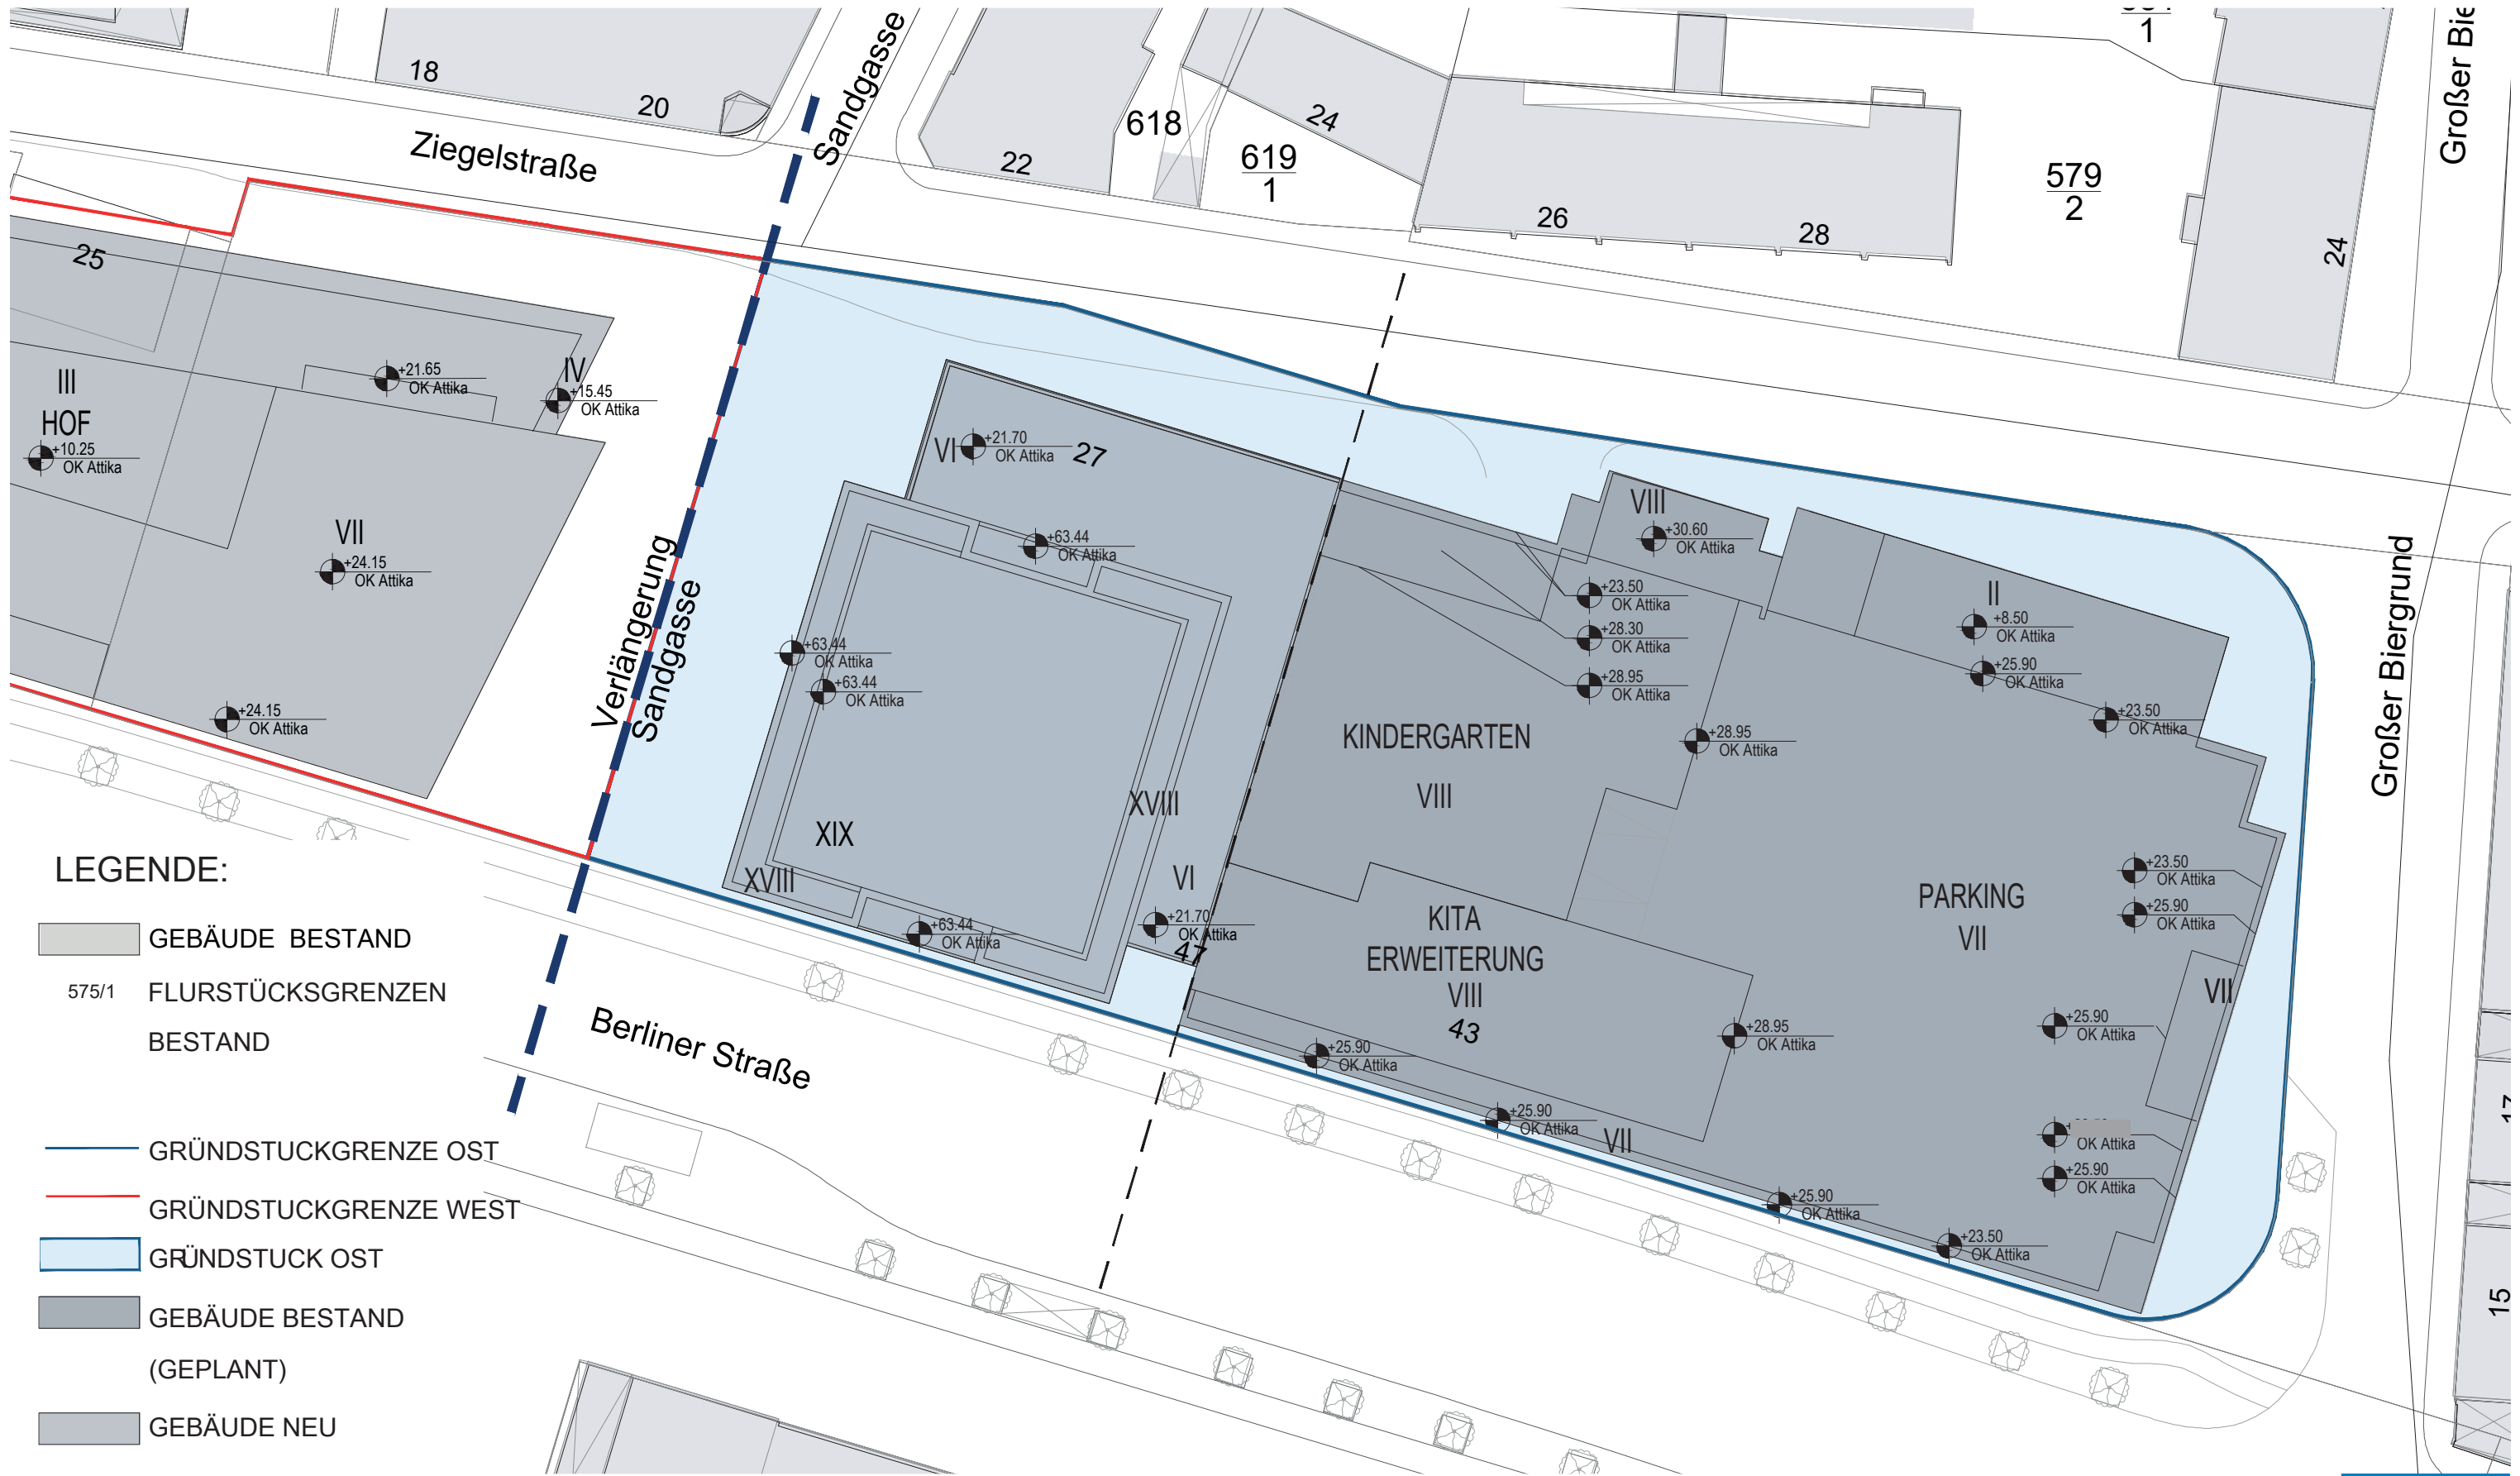 18
20
Ziegelstraße
Sandgasse
22
618
619
1
24
26
28
1
579
2
24
Großer Bie
25
III
HOF
+10.25
OK Attika
+21.65
OK Attika
IV
+15.45
OK Attika
VII
+24.15
OK Attika
+24.15
OK Attika
Verlängerung
Sandgasse
VI
+21.70
OK Attika
27
+63.44
OK Attika
+63.44
OK Attika
+63.44
OK Attika
XIX
XVIII
XVIII
+63.44
OK Attika
VI
+21.70
OK Attika
47
VIII
+30.60
OK Attika
+23.50
OK Attika
+28.30
OK Attika
+28.95
OK Attika
+28.95
OK Attika
KINDERGARTEN
VIII
KITA
ERWEITERUNG
VIII
43
+28.95
OK Attika
+25.90
OK Attika
+25.90
OK Attika
VII
+25.90
OK Attika
+23.50
OK Attika
II
+8.50
OK Attika
+25.90
OK Attika
+23.50
OK Attika
PARKING
VII
+23.50
OK Attika
+25.90
OK Attika
VII
+25.90
OK Attika
OK Attika
+25.90
OK Attika
Großer Biergrund
17
15
Berliner Straße
LEGENDE:
GEBÄUDE BESTAND
575/1 FLURSTÜCKSGRENZEN
BESTAND
GRÜNDSTUCKGRENZE OST
GRÜNDSTUCKGRENZE WEST
GRÜNDSTUCK OST
GEBÄUDE BESTAND
(GEPLANT)
GEBÄUDE NEU